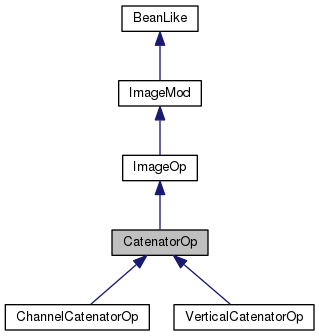 BeanLike
ImageMod
ImageOp
CatenatorOp
ChannelCatenatorOp
VerticalCatenatorOp